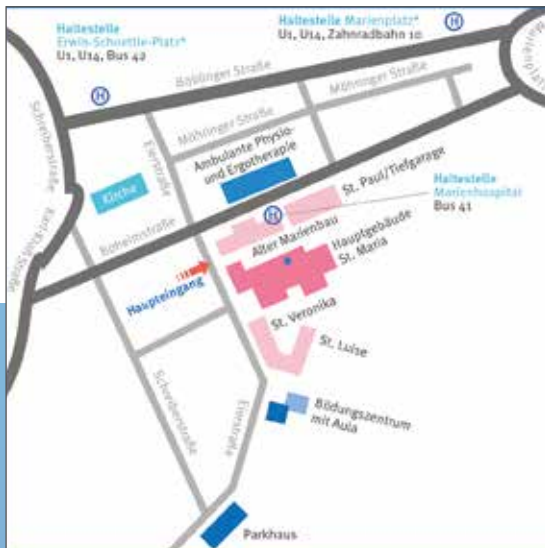 Haltestelle
Erwin-Schoettle-Platz*
U1, U14, Bus 42
Haltestelle Marienplatz*
U1, U14, Zahnradbahn 10
H
H
Marienplatz
Böblinger Straße
Möhringer Straße
Möhringer Straße
Schreiberstraße
Eierstraße
Kirche
Ambulante Physio-
und Ergotherapie
St. Paul/Tiefgarage
Haltestelle
Marienhospital
Bus 41
H
Karl-Kloß-Straße
Böheimstraße
Alter Marienbau
Hauptgebäude
St. Maria
Haupteingang
St. Veronika
St. Luise
Schreiberstraße
Eierstraße
Bildungszentrum
mit Aula
Parkhaus